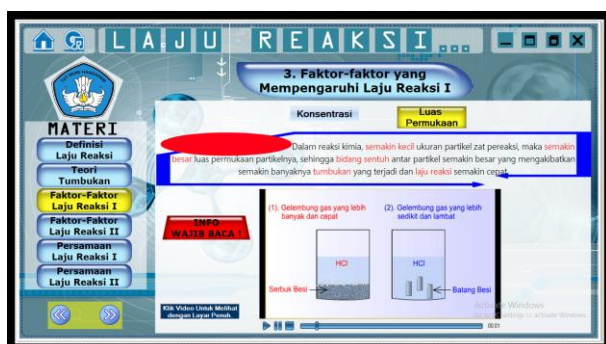 LAJU REAKSI...
3. Faktor-faktor yang
Mempengaruhi Laju Reaksi I
Konsentrasi
Luas
Permukaan
MATERI
Definisi
Laju Reaksi
Teori
Tumbukan
Faktor-Faktor
Laju Reaksi I
Faktor-Faktor
Laju Reaksi II
Persamaan
Laju Reaksi I
Persamaan
Laju Reaksi II
Dalam reaksi kimia, semakin kecil ukuran partikel zat pereaksi, maka semakin
besar luas permukaan partikelnya, sehingga bidang sentuh antar partikel semakin besar yang mengakibatkan
semakin banyaknya tumbukan yang terjadi dan laju reaksi semakin cepat
INFO
WAJIB BACA !
(1). Gelembung gas yang lebih
banyak dan cepat
(2). Gelembung gas yang lebih
sedikit dan lambat
HCl
HCl
Serbuk Besi
Batang Besi
Klik Video Untuk Melihat
dengan Layar Penuh
00:01
Activate Windows